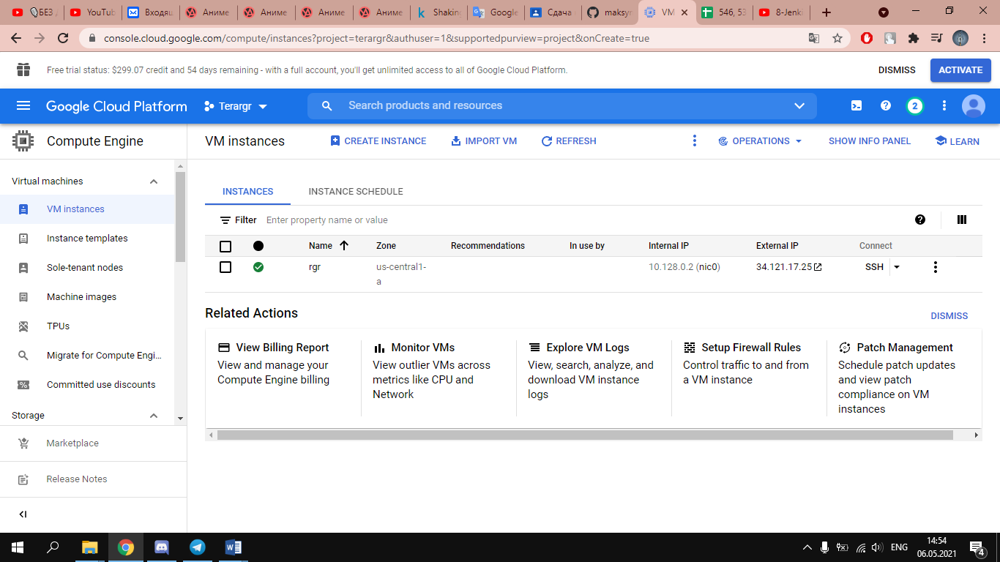 БЕЗ
YouTub
Входящ
Аниме
Аниме
Аниме
Аниме
Shakin
Google
Сдача
maksyn
VM
546, 53
8-Jenki
console.cloud.google.com/compute/instances?project=terargr&authuser=1&supportedpurview=project&onCreate=true
Free trial status: $299.07 credit and 54 days remaining - with a full account, you'll get unlimited access to all of Google Cloud Platform.
DISMISS
ACTIVATE
Google Cloud Platform
Terargr
Search products and resources
2
Compute Engine
VM instances
CREATE INSTANCE
IMPORT VM
REFRESH
OPERATIONS
SHOW INFO PANEL
LEARN
Virtual machines
VM instances
Instance templates
Sole-tenant nodes
Machine images
TPUs
Migrate for Compute Engi...
Committed use discounts
Storage
Marketplace
Release Notes
INSTANCES
INSTANCE SCHEDULE
Filter
Enter property name or value
Name
Zone
Recommendations
In use by
Internal IP
External IP
Connect
rgr
us-central1-
a
10.128.0.2 (nic0)
34.121.17.25
SSH
Related Actions
DISMISS
View Billing Report
View and manage your
Compute Engine billing
Monitor VMs
View outlier VMs across
metrics like CPU and
Network
Explore VM Logs
View, search, analyze, and
download VM instance
logs
Setup Firewall Rules
Control traffic to and from
a VM instance
Patch Management
Schedule patch updates
and view patch
compliance on VM
instances
ENG
14:54
06.05.2021
4